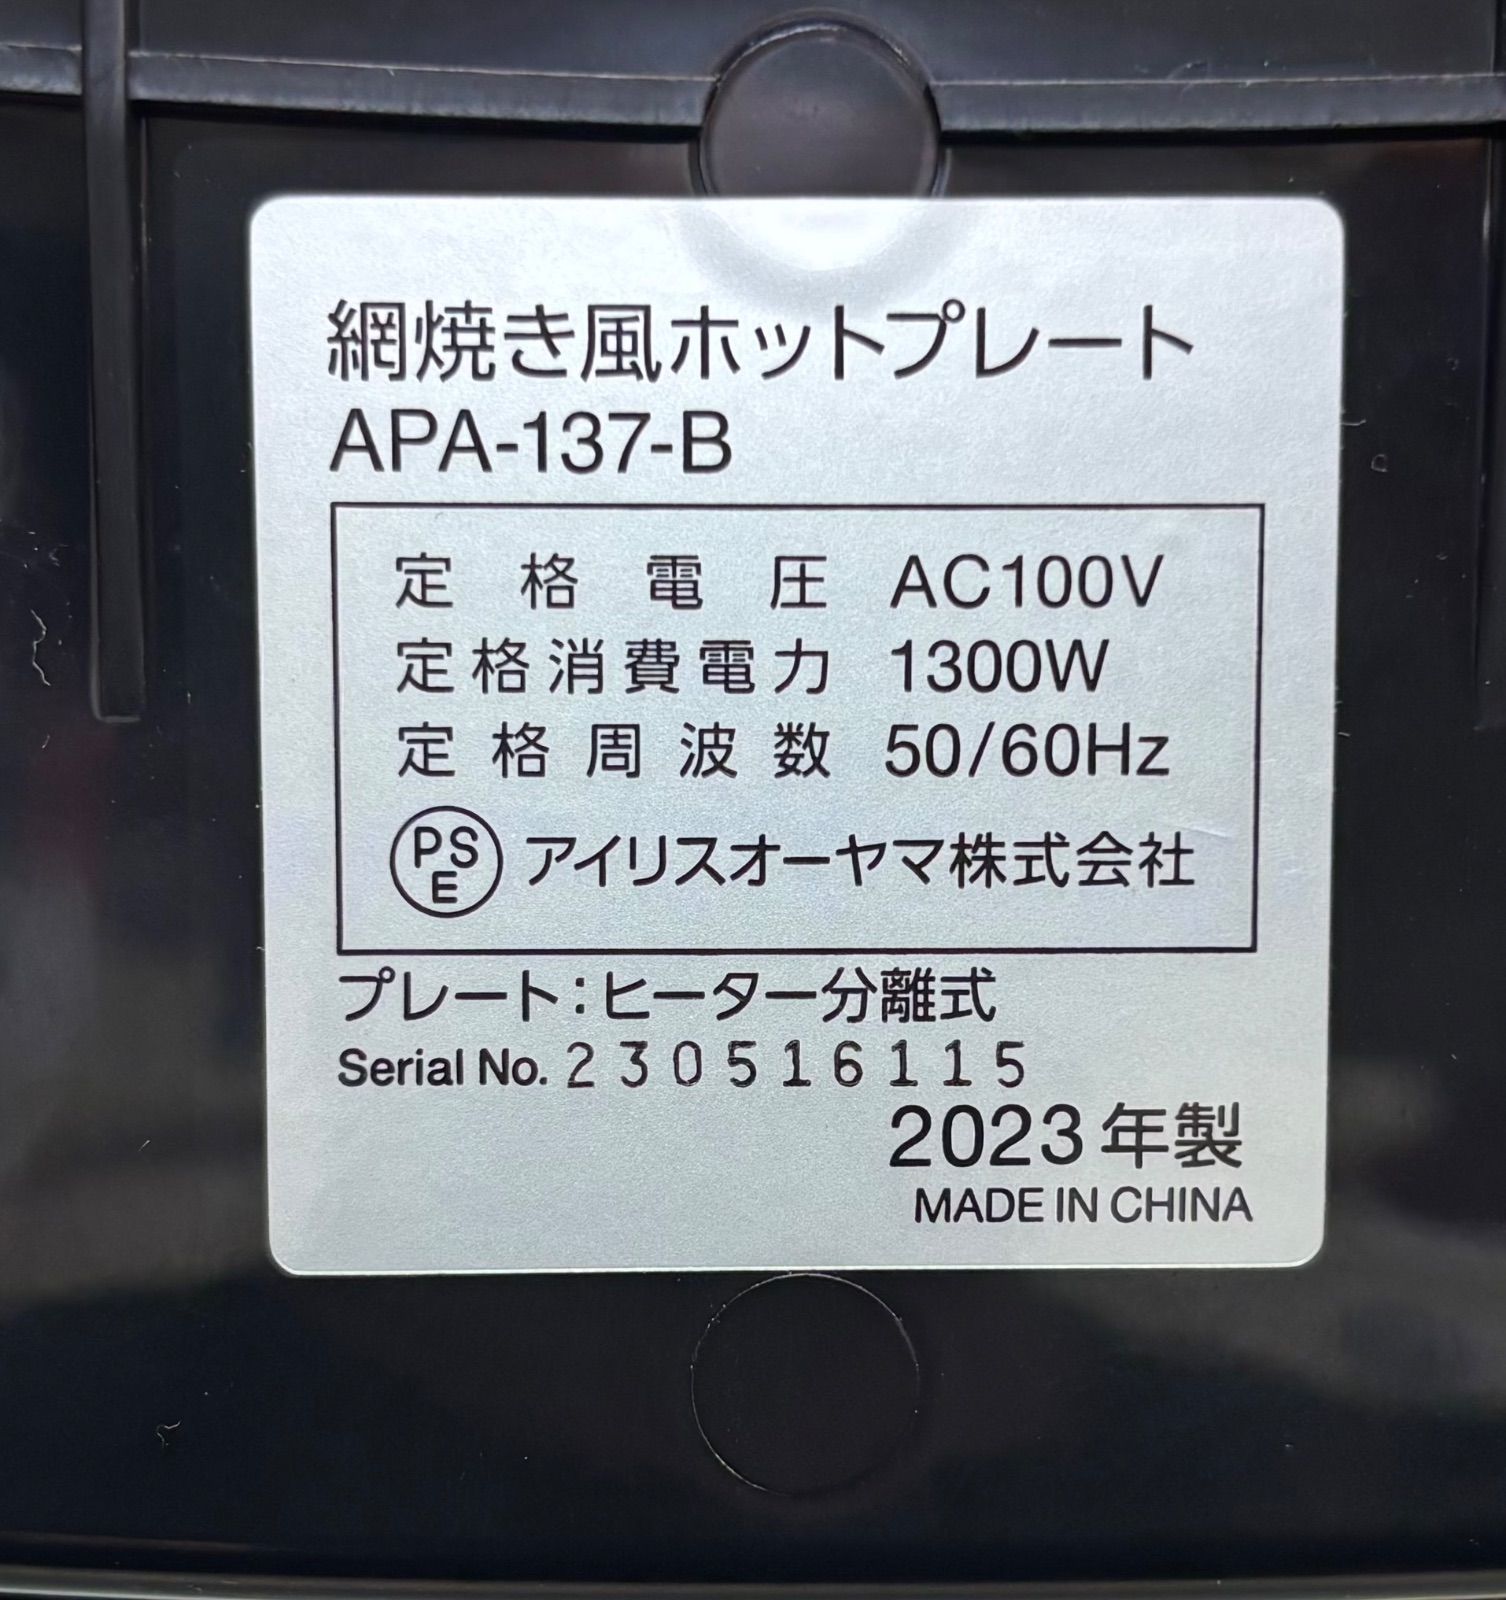 網焼き風ホットプレート
APA-137-B
定格電圧 AC100V
定格消費電力 1300W
定格周波数 50/60Hz
PSE アイリスオーヤマ株式会社
プレート:ヒーター分離式
Serial No. 230516115
2023年製
MADE IN CHINA